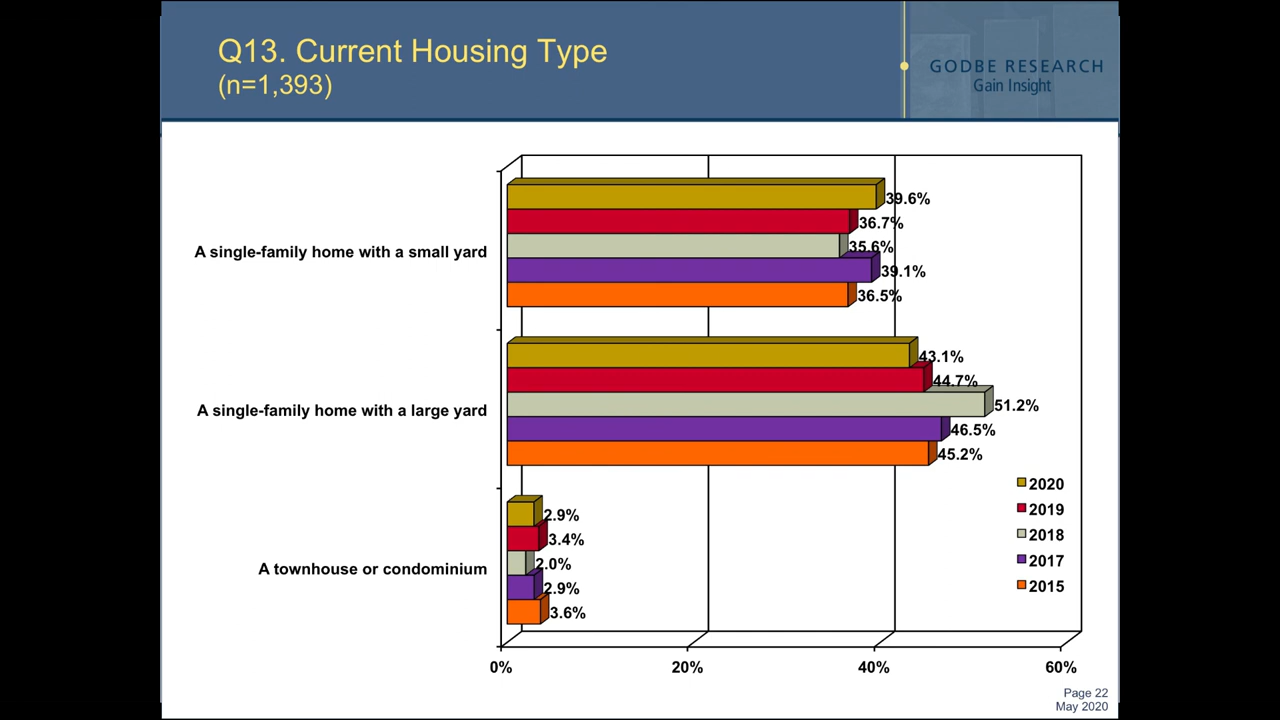 Q13. Current Housing Type
(n=1,393)
GODBE RESEARCH
Gain Insight
A single-family home with a small yard
39.6%
36.7%
35.6%
39.1%
36.5%
A single-family home with a large yard
43.1%
44.7%
51.2%
46.5%
45.2%
A townhouse or condominium
2.9%
3.4%
2.0%
2.9%
3.6%
2020
2019
2018
2017
2015
0%
20%
40%
60%
Page 22
May 2020